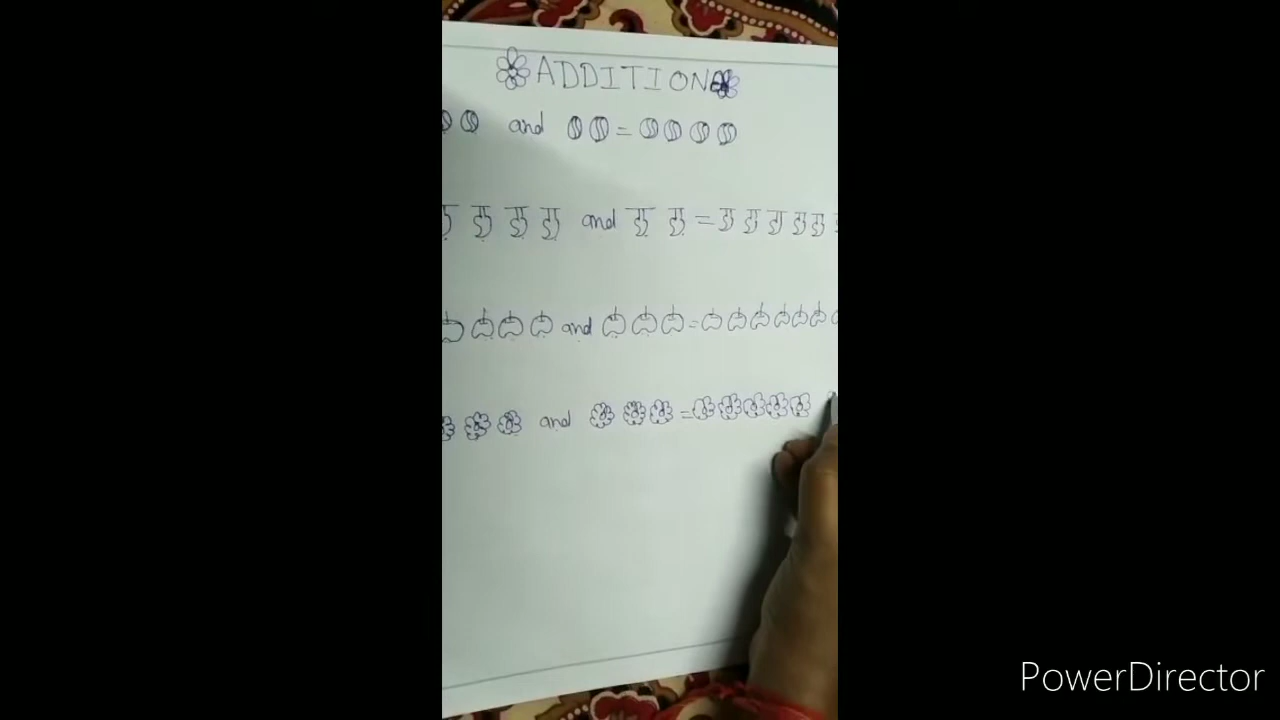 ADDITION
and =
and =
and =
and =
PowerDirector